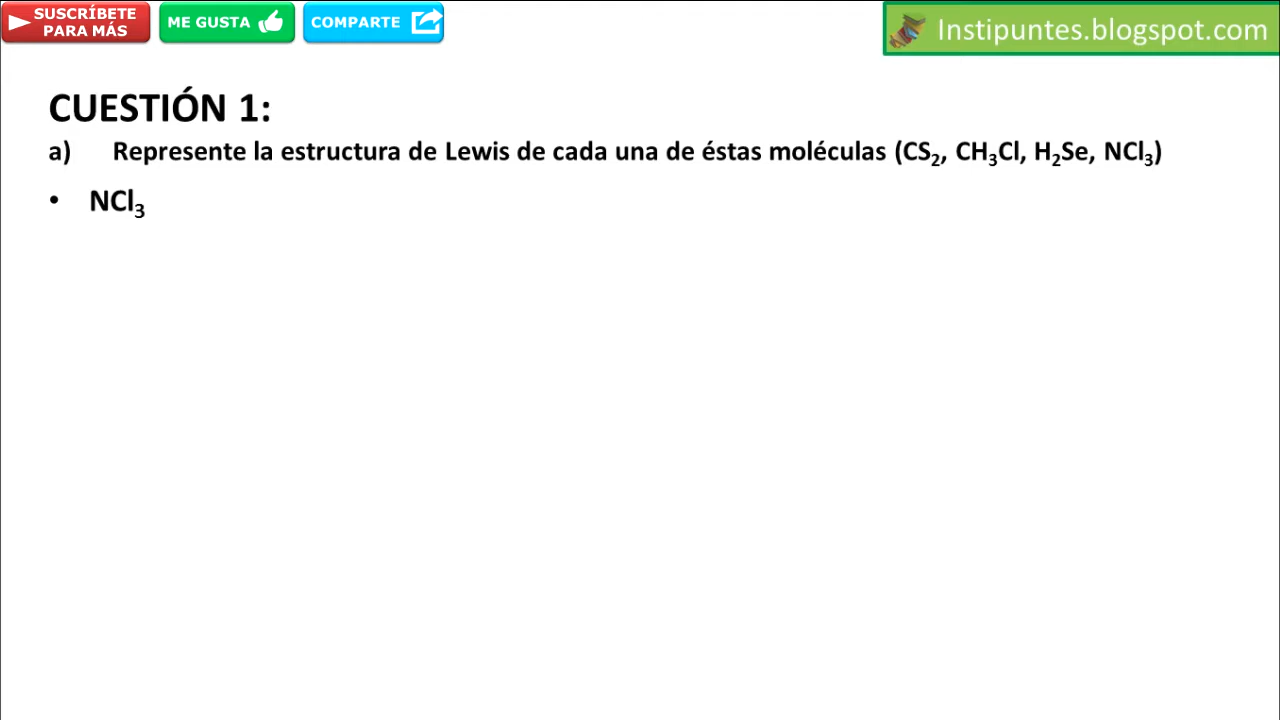 SUSCRÍBETE
PARA MÁS
ME GUSTA
COMPARTE
Instipuntes.blogspot.com
CUESTIÓN 1:
a) Represente la estructura de Lewis de cada una de éstas moléculas (CS₂, CH₃Cl, H₂Se, NCl₃)
• NCl₃